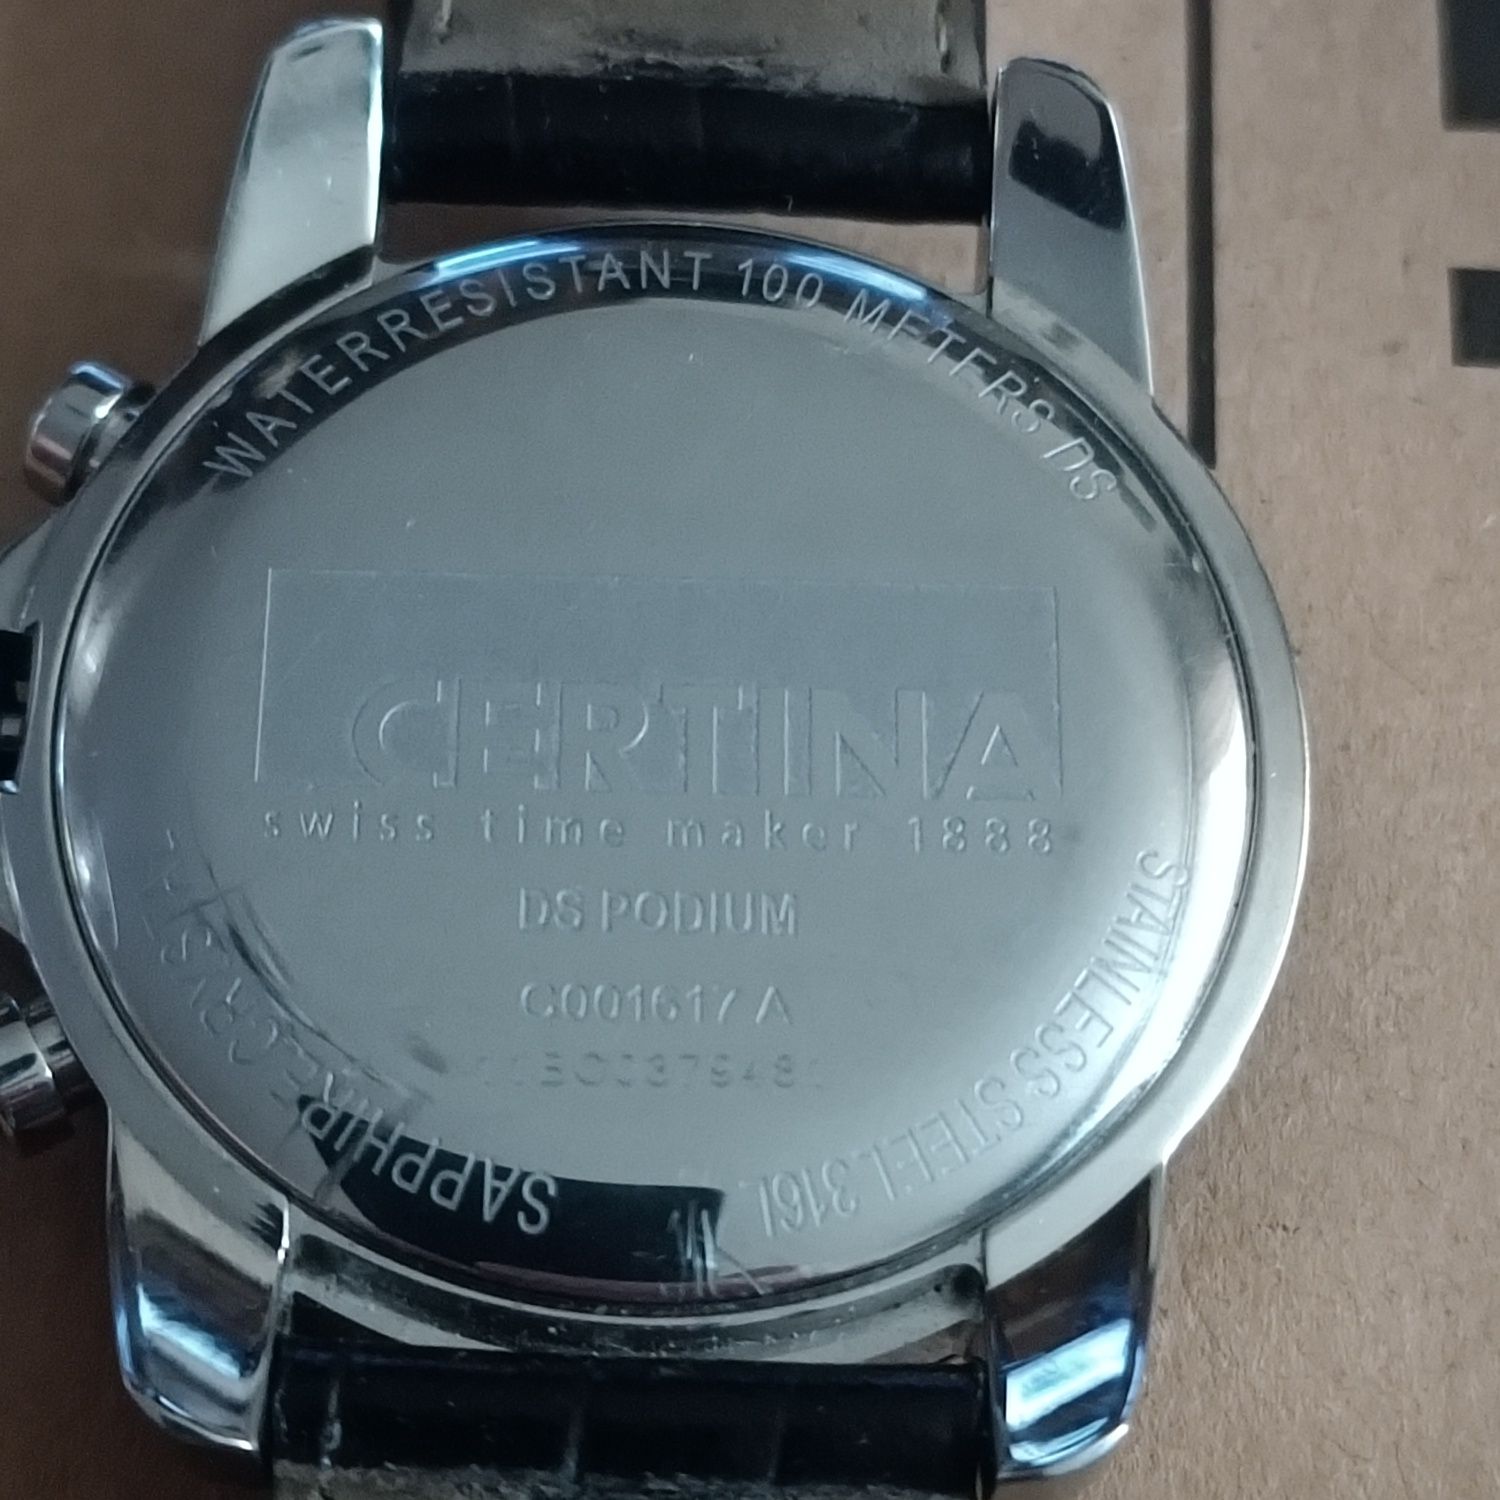 WATERRESISTANT 100 METERS DS
CERTINA
swiss time maker 1888
DS PODIUM
C001617 A
STAINLESS STEEL 316L
SAPPHIRE